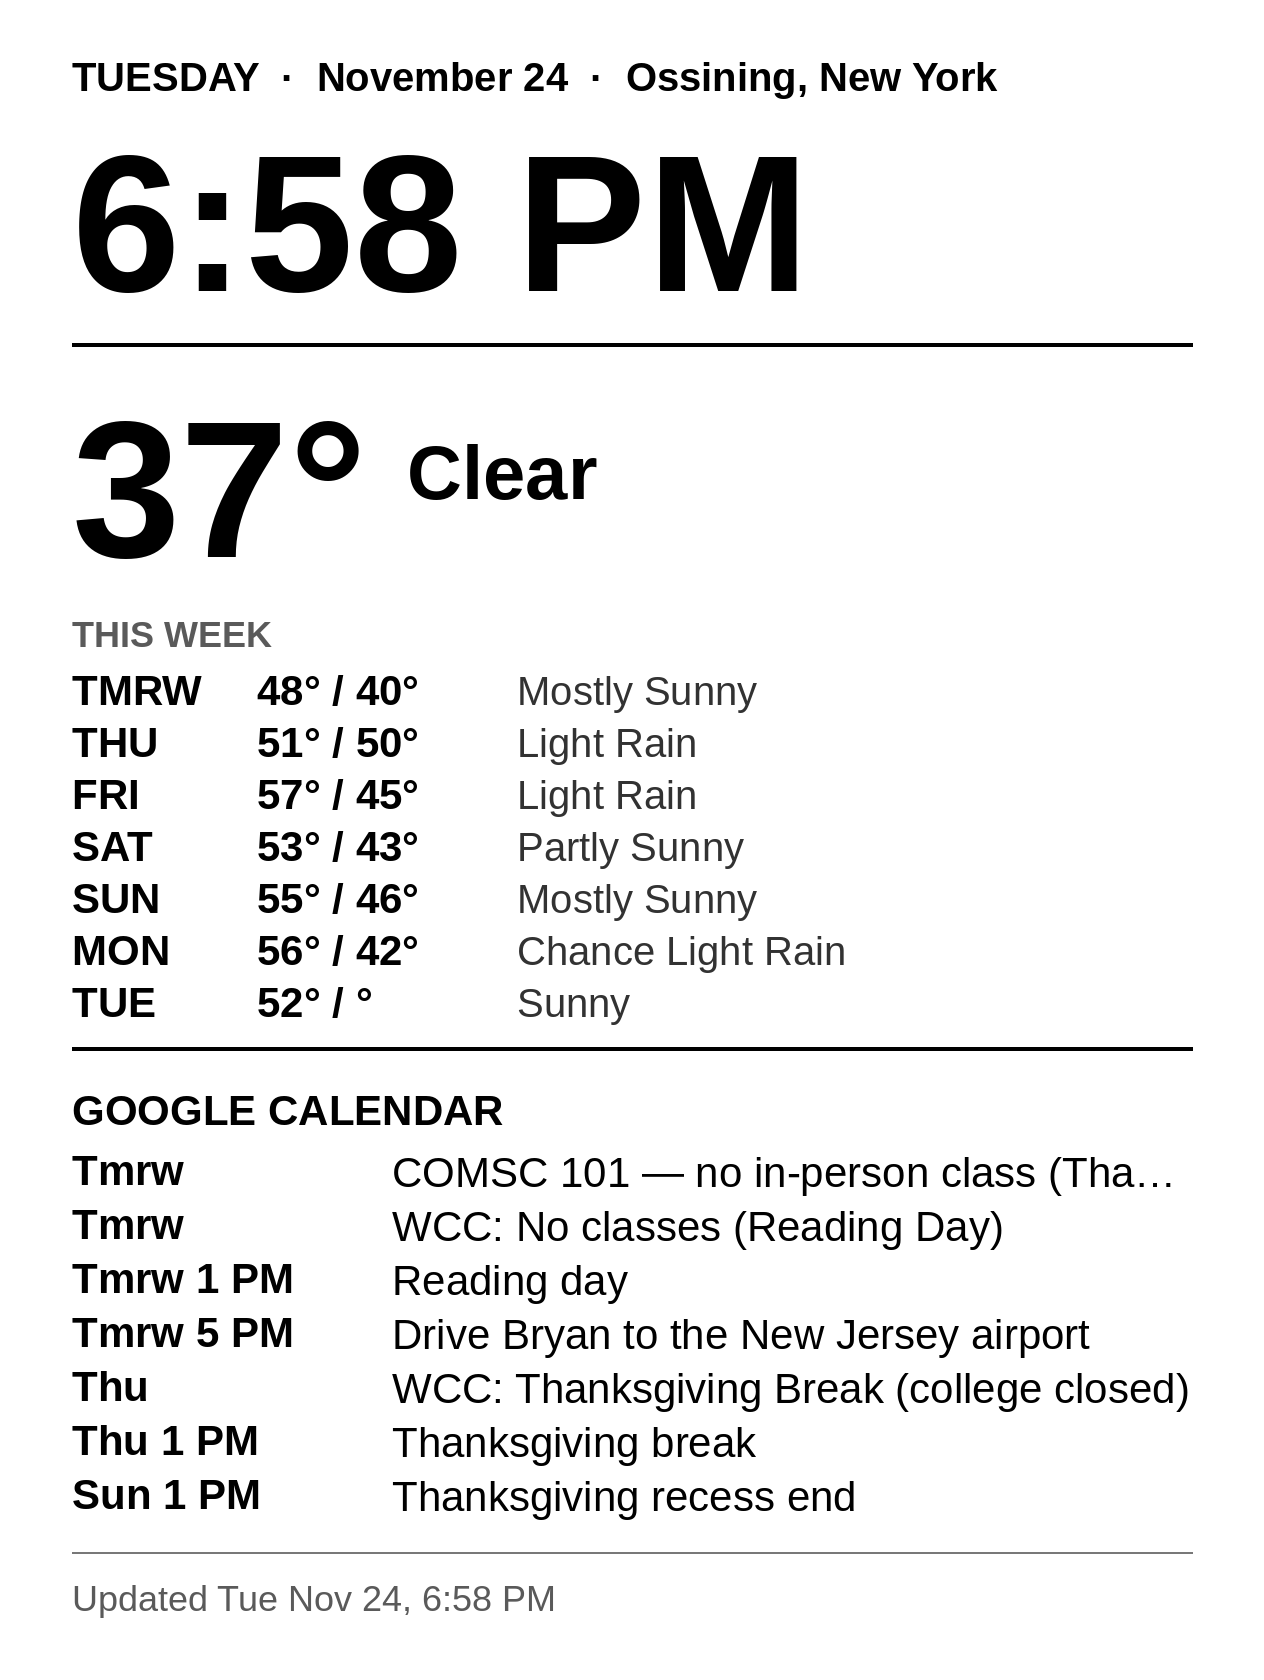 TUESDAY · November 24 · Ossining, New York
6:58 PM
37° Clear
THIS WEEK
TMRW 48° / 40° Mostly Sunny
THU 51° / 50° Light Rain
FRI 57° / 45° Light Rain
SAT 53° / 43° Partly Sunny
SUN 55° / 46° Mostly Sunny
MON 56° / 42° Chance Light Rain
TUE 52° / ° Sunny
GOOGLE CALENDAR
Tmrw COMSC 101 — no in-person class (Tha…
Tmrw WCC: No classes (Reading Day)
Tmrw 1 PM Reading day
Tmrw 5 PM Drive Bryan to the New Jersey airport
Thu WCC: Thanksgiving Break (college closed)
Thu 1 PM Thanksgiving break
Sun 1 PM Thanksgiving recess end
Updated Tue Nov 24, 6:58 PM